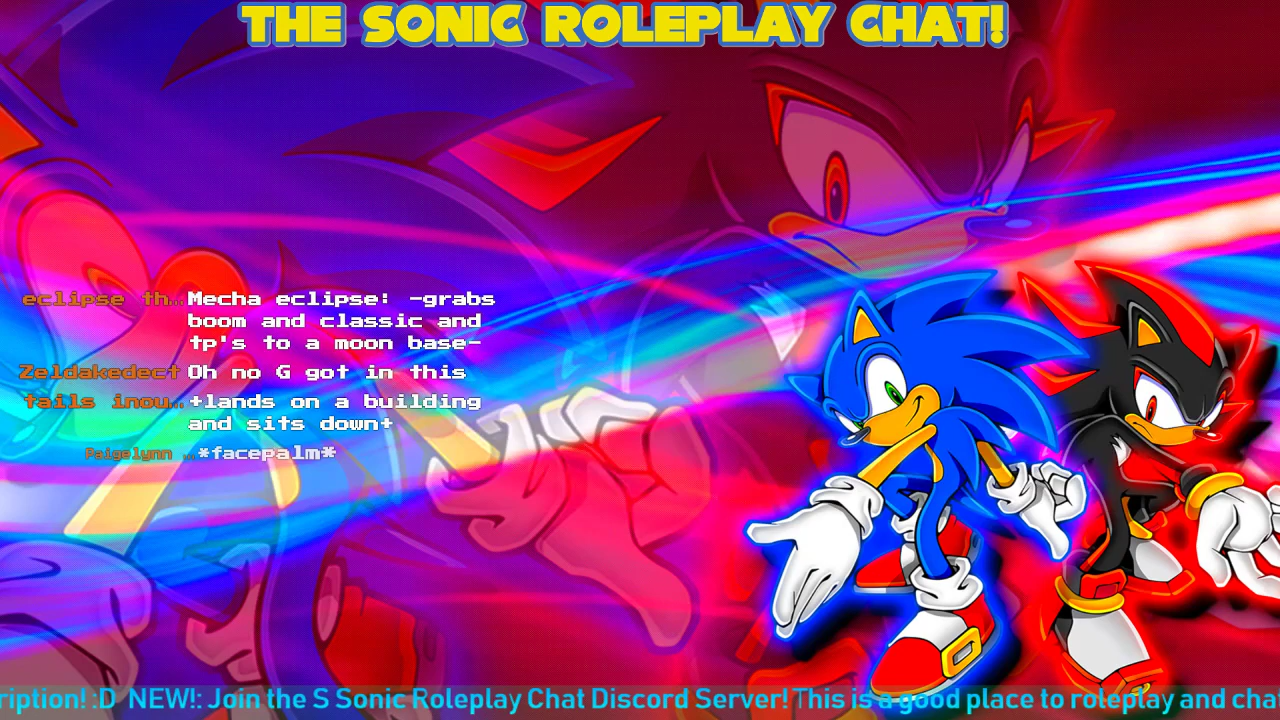 THE SONIC ROLEPLAY CHAT!
eclipse th... Mecha eclipse: -grabs
boom and classic and
tp's to a moon base-
Zeldakedect Oh no G got in this
tails inou... +lands on a building
and sits down+
Paigelynn ... *facepalm*
ription! :D NEW!: Join the S Sonic Roleplay Chat Discord Server! This is a good place to roleplay and cha